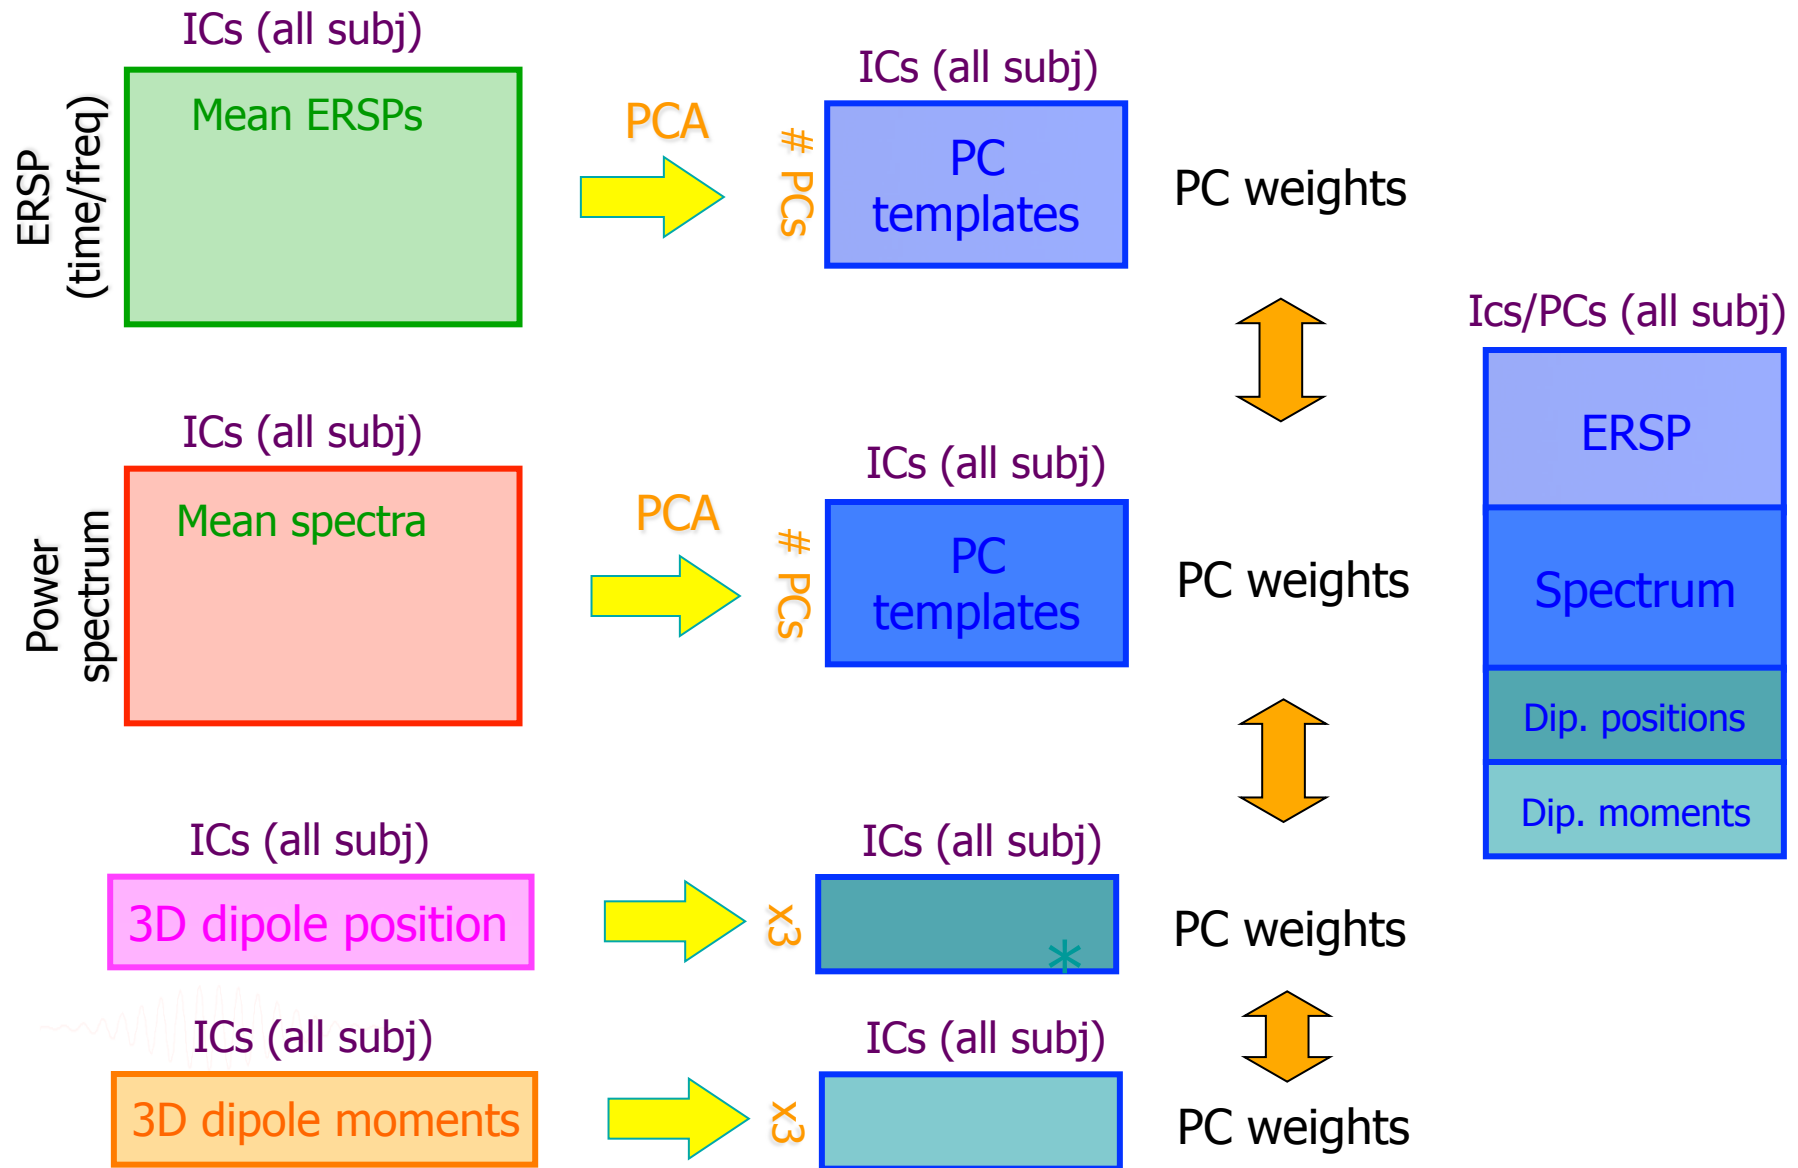 ICs (all subj)
ERSP
(time/freq)
Mean ERSPs
PCA
ICs (all subj)
# PCs
PC
templates
PC weights
ICs (all subj)
Power
spectrum
Mean spectra
PCA
ICs (all subj)
# PCs
PC
templates
PC weights
ICs (all subj)
3D dipole position
ICs (all subj)
x3
*
PC weights
ICs (all subj)
3D dipole moments
ICs (all subj)
x3
PC weights
Ics/PCs (all subj)
ERSP
Spectrum
Dip. positions
Dip. moments